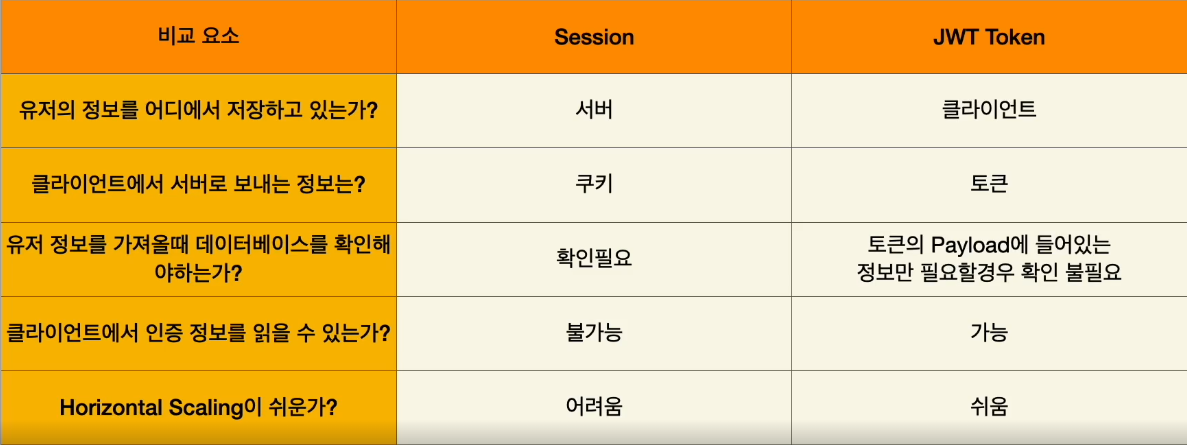 비교 요소
Session
JWT Token
유저의 정보를 어디에서 저장하고 있는가?
서버
클라이언트
클라이언트에서 서버로 보내는 정보는?
쿠키
토큰
유저 정보를 가져올때 데이터베이스를 확인해
야하는가?
확인필요
토큰의 Payload에 들어있는
정보만 필요할경우 확인 불필요
클라이언트에서 인증 정보를 읽을 수 있는가?
불가능
가능
Horizontal Scaling이 쉬운가?
어려움
쉬움